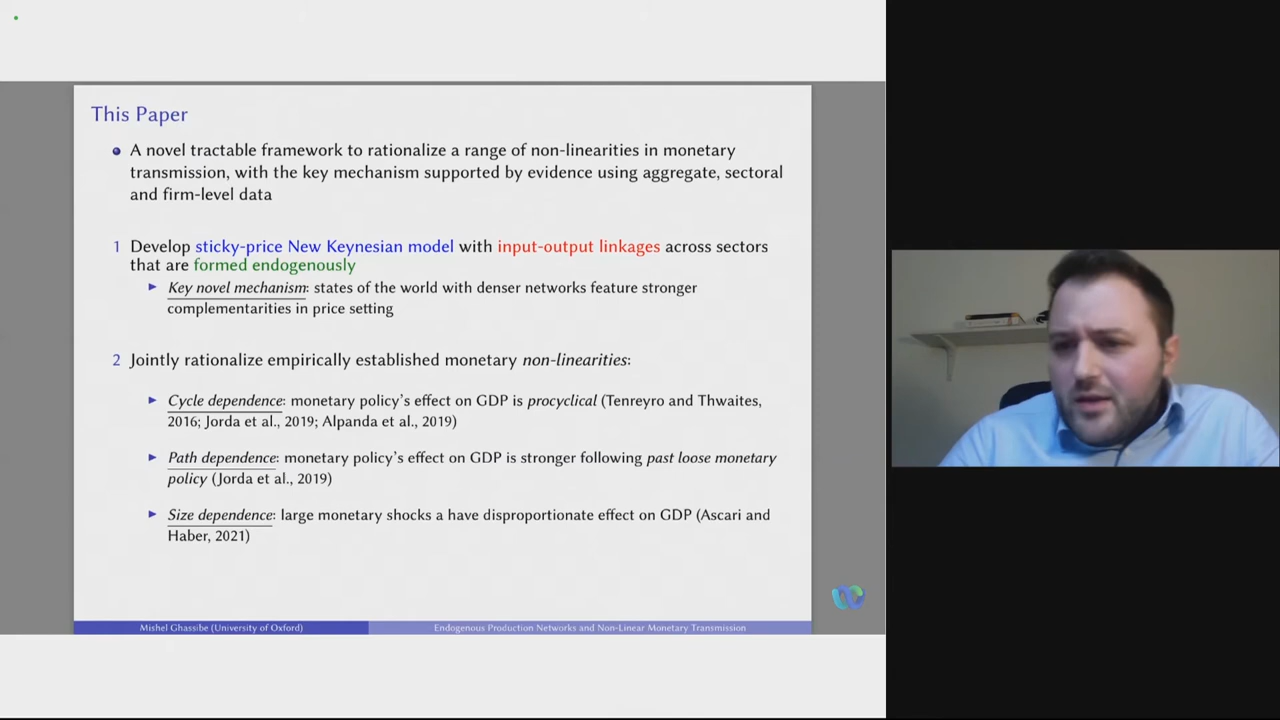 This Paper
A novel tractable framework to rationalize a range of non-linearities in monetary
transmission, with the key mechanism supported by evidence using aggregate, sectoral
and firm-level data
1 Develop sticky-price New Keynesian model with input-output linkages across sectors
that are formed endogenously
Key novel mechanism: states of the world with denser networks feature stronger
complementarities in price setting
2 Jointly rationalize empirically established monetary non-linearities:
Cycle dependence: monetary policy's effect on GDP is procyclical (Tenreyro and Thwaites,
2016; Jorda et al., 2019; Alpanda et al., 2019)
Path dependence: monetary policy's effect on GDP is stronger following past loose monetary
policy (Jorda et al., 2019)
Size dependence: large monetary shocks a have disproportionate effect on GDP (Ascari and
Haber, 2021)
Mishel Ghassibe (University of Oxford)
Endogenous Production Networks and Non-Linear Monetary Transmission